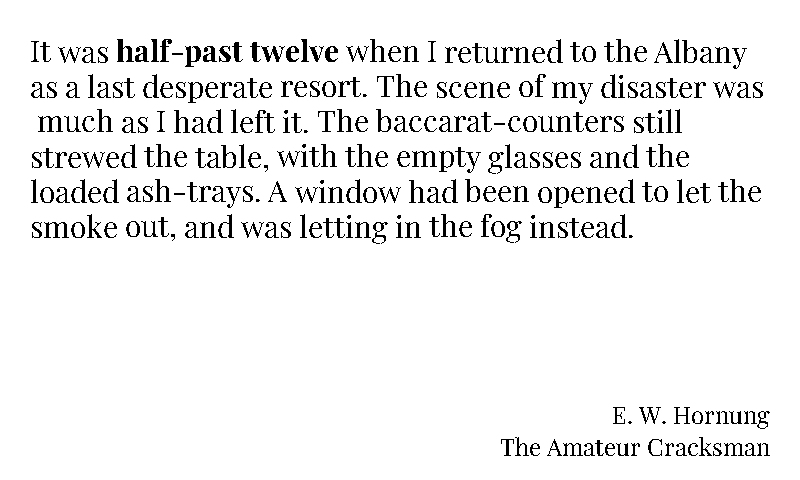 It was half-past twelve when I returned to the Albany
as a last desperate resort. The scene of my disaster was
much as I had left it. The baccarat-counters still
strewed the table, with the empty glasses and the
loaded ash-trays. A window had been opened to let the
smoke out, and was letting in the fog instead.
E. W. Hornung
The Amateur Cracksman